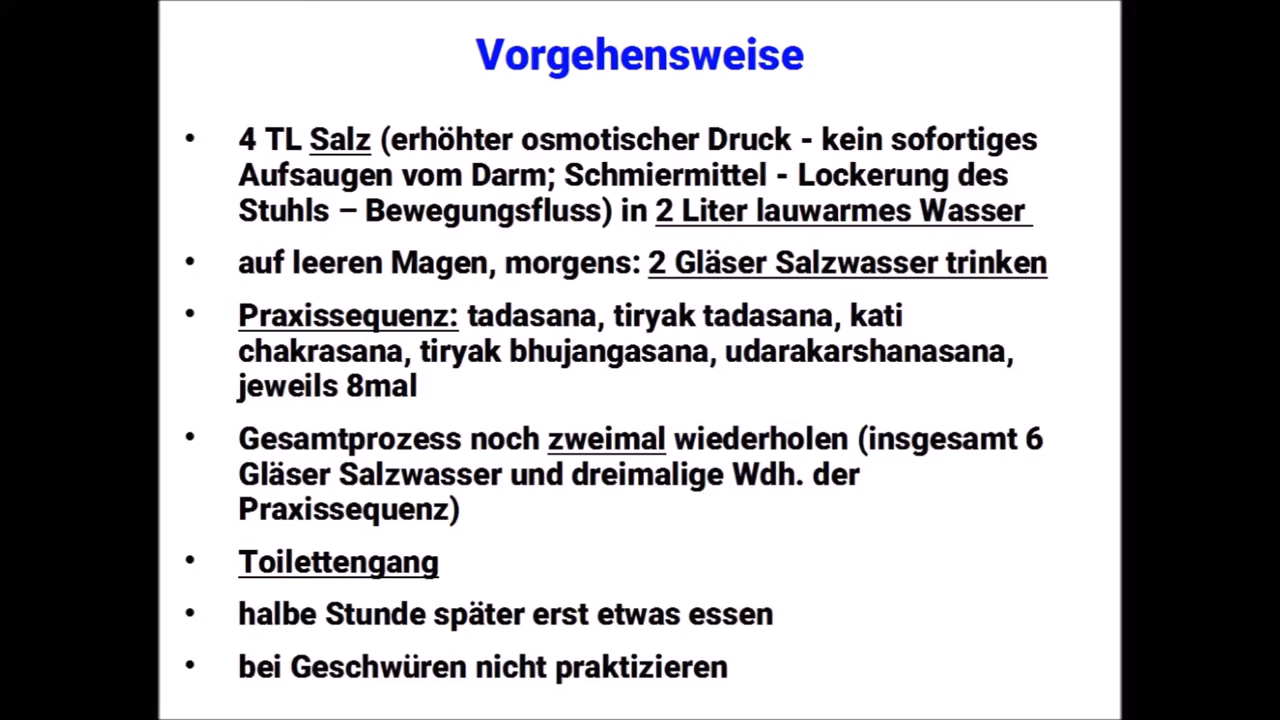 Vorgehensweise
• 4 TL Salz (erhöhter osmotischer Druck - kein sofortiges
Aufsaugen vom Darm; Schmiermittel - Lockerung des
Stuhls – Bewegungsfluss) in 2 Liter lauwarmes Wasser
• auf leeren Magen, morgens: 2 Gläser Salzwasser trinken
• Praxissequenz: tadasana, tiryak tadasana, kati
chakrasana, tiryak bhujangasana, udarakarshanasana,
jeweils 8mal
• Gesamtprozess noch zweimal wiederholen (insgesamt 6
Gläser Salzwasser und dreimalige Wdh. der
Praxissequenz)
• Toilettengang
• halbe Stunde später erst etwas essen
• bei Geschwüren nicht praktizieren